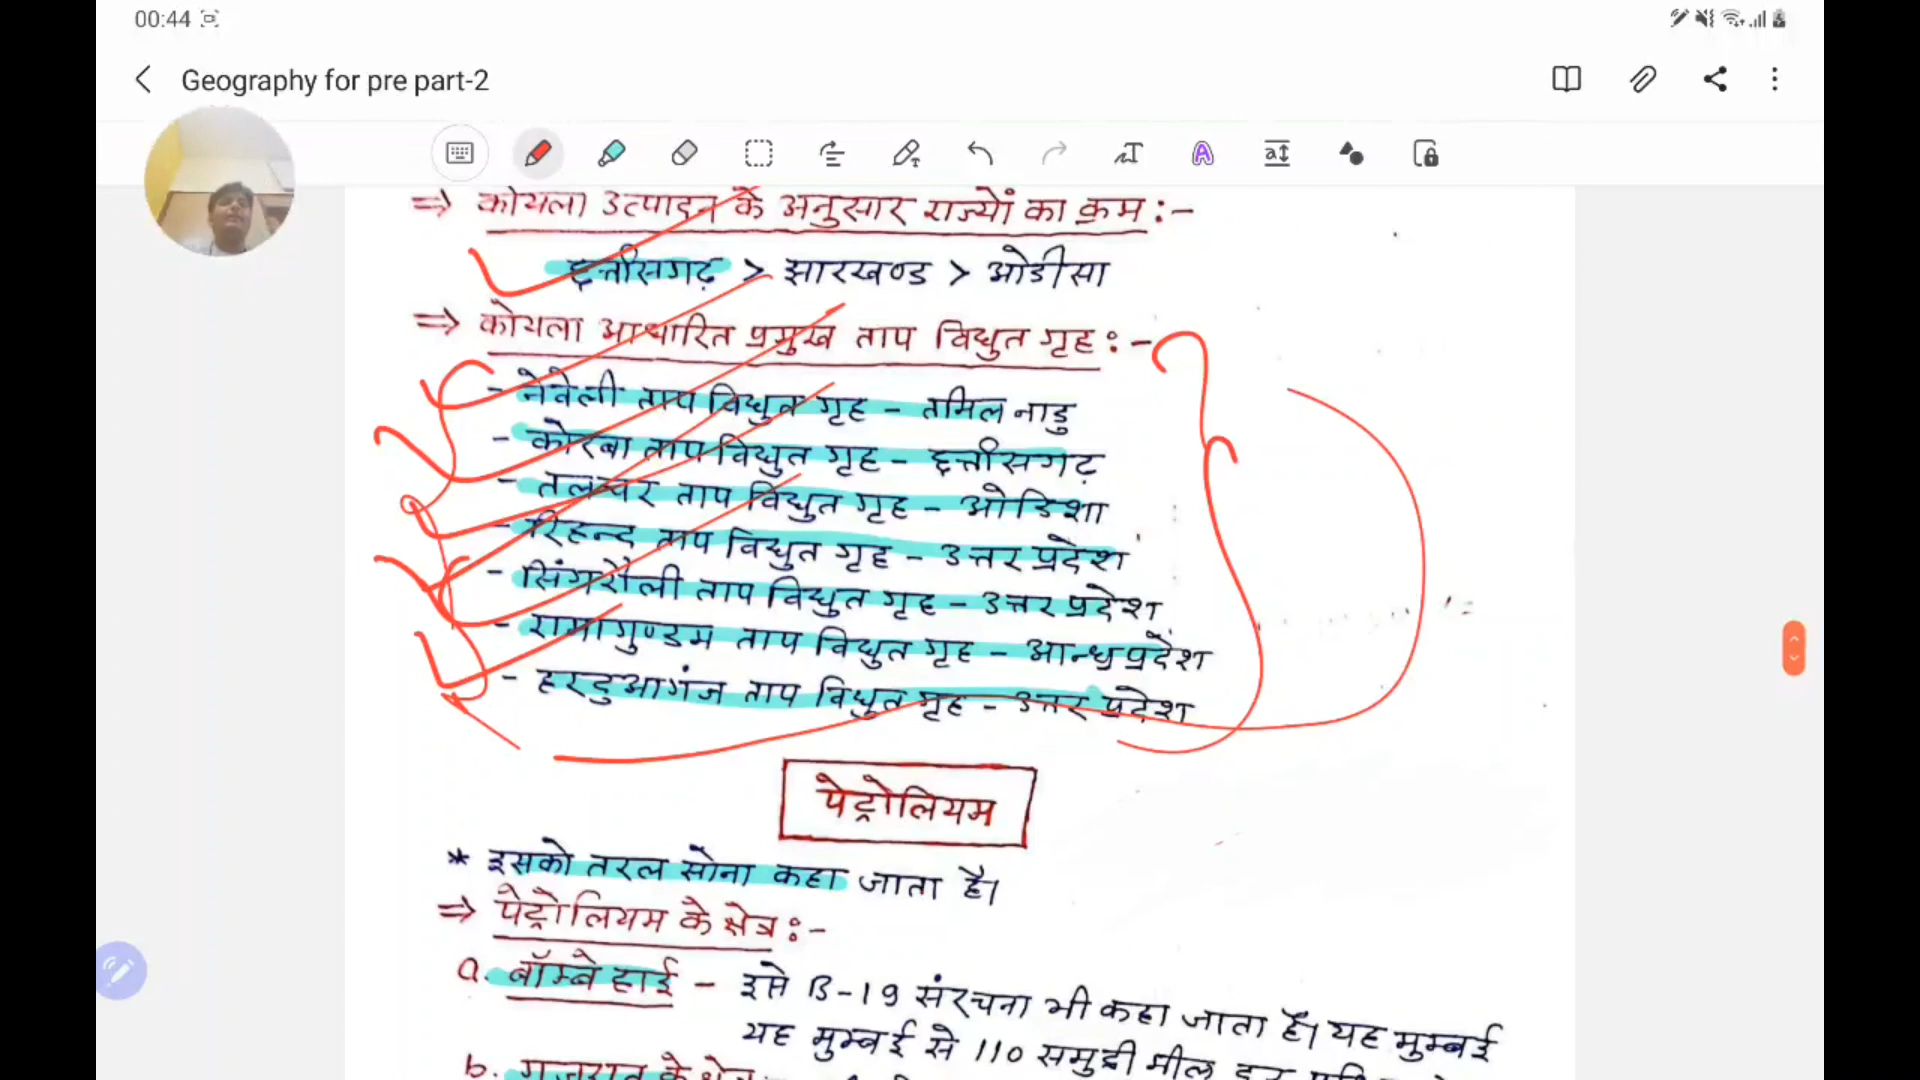 00:44
Geography for pre part-2
⇒ कोयला उत्पादन के अनुसार राज्यों का क्रम :-
छत्तीसगढ़ > झारखण्ड > ओडीसा
⇒ कोयला आधारित प्रमुख ताप विधुत गृह :-
- नेवेली ताप विधुत गृह - तमिल नाडु
- कोरबा ताप विधुत गृह - छत्तीसगढ़
- तलच्चर ताप विधुत गृह - ओडिशा
- रिहन्द ताप विधुत गृह - उत्तर प्रदेश
- सिंगरौली ताप विधुत गृह - उत्तर प्रदेश
- रामागुण्डम ताप विधुत गृह - आन्ध्रप्रदेश
- हरदुआगंज ताप विधुत गृह - उत्तर प्रदेश
पेट्रोलियम
* इसको तरल सोना कहा जाता है।
⇒ पेट्रोलियम के क्षेत्र :-
a. बॉम्बे हाई - इसे B-19 संरचना भी कहा जाता है। यह मुम्बई
यह मुम्बई से 110 समुद्री मील दूर
b. गुजरात के क्षेत्र